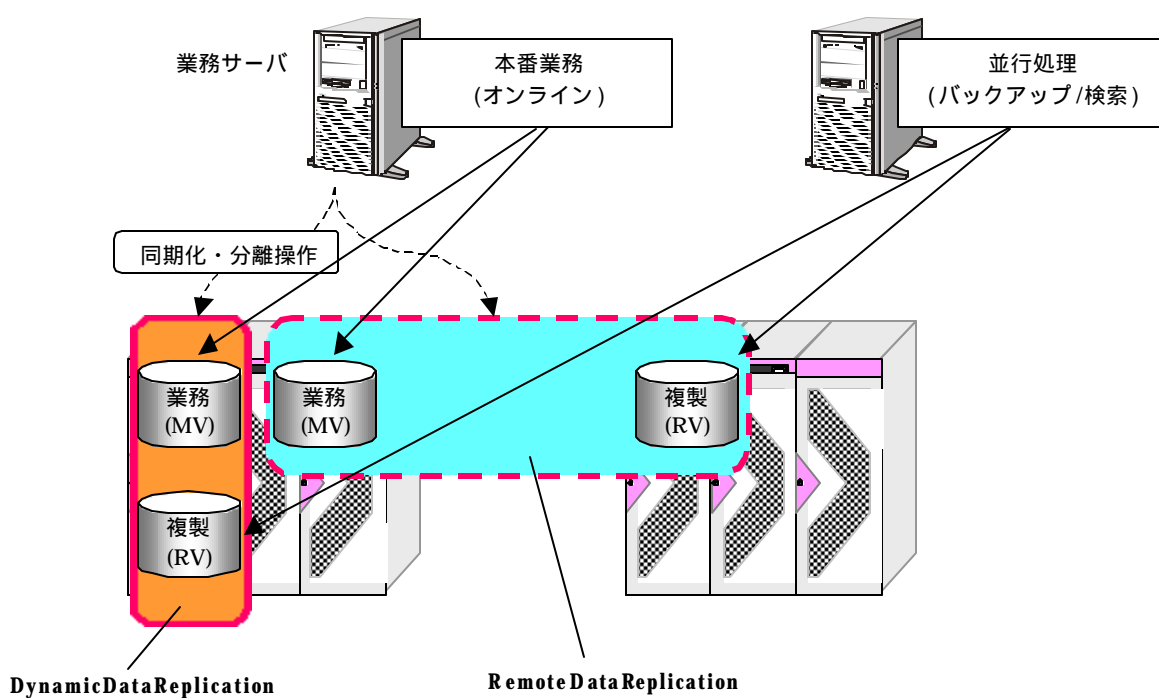 業務サーバ
本番業務
(オンライン)
並行処理
(バックアップ/検索)
同期化・分離操作
業務
(MV)
業務
(MV)
複製
(RV)
複製
(RV)
DynamicDataReplication
RemoteDataReplication